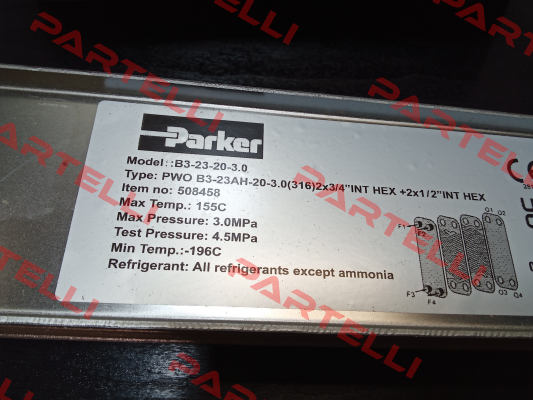 Parker
Model::B3-23-20-3.0
Type: PWO B3-23AH-20-3.0(316)2x3/4"INT HEX +2x1/2"INT HEX
Item no: 508458
Max Temp.: 155C
Max Pressure: 3.0MPa
Test Pressure: 4.5MPa
Min Temp.:-196C
Refrigerant: All refrigerants except ammonia
F1
F2
F3
F4
Q1 Q2
Q3 Q4
PARTELLI
PARTELLI
PARTELLI
PARTELLI
PARTELLI
PARTELLI